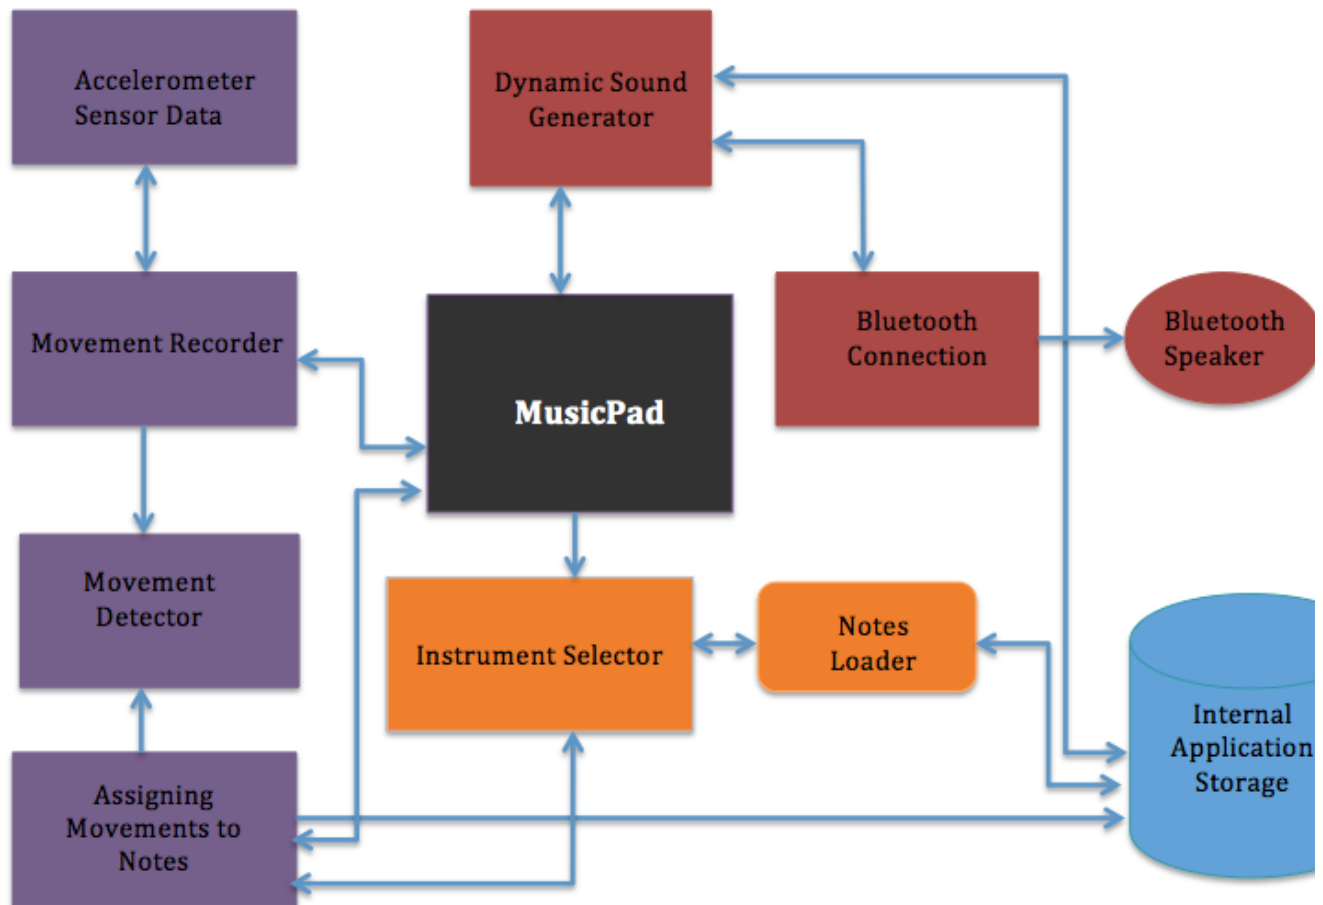 Accelerometer
Sensor Data
Dynamic Sound
Generator
Movement Recorder
MusicPad
Bluetooth
Connection
Bluetooth
Speaker
Movement
Detector
Instrument Selector
Notes
Loader
Internal
Application
Storage
Assigning
Movements to
Notes